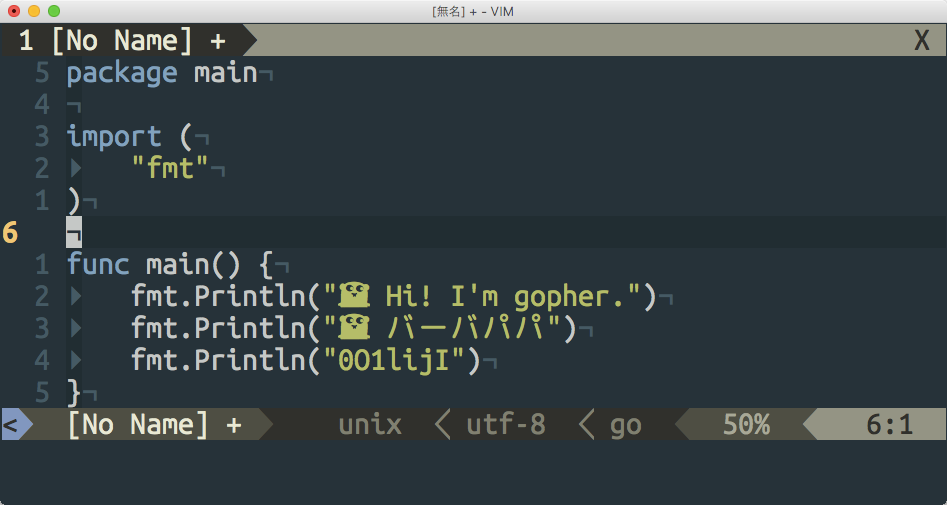 [無名] + - VIM
1 [No Name] + X
5 package main¬
4 ¬
3 import (¬
2 "fmt"¬
1 )¬
6 ¬
1 func main() {¬
2 fmt.Println(" Hi! I'm gopher.")¬
3 fmt.Println(" バーバパパ")¬
4 fmt.Println("0O1lijI")¬
5 }¬
< [No Name] + unix utf-8 go 50% 6:1